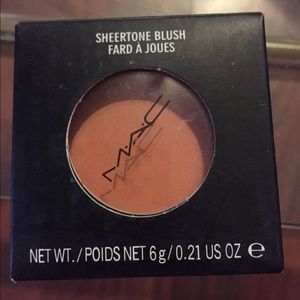 SHEERTONE BLUSH
FARD À JOUES
MAC
NET WT./POIDS NET 6g/0.21 US OZ e